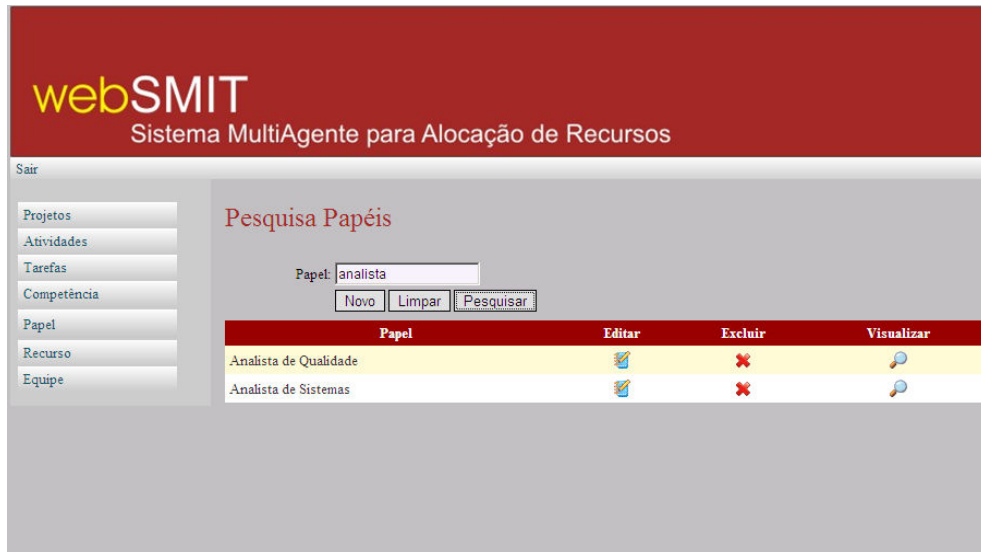 webSMIT
Sistema MultiAgente para Alocação de Recursos
Sair
Projetos
Atividades
Tarefas
Competência
Papel
Recurso
Equipe
Pesquisa Papéis
Papel: analista
Novo Limpar Pesquisar
Papel Editar Excluir Visualizar
Analista de Qualidade
Analista de Sistemas